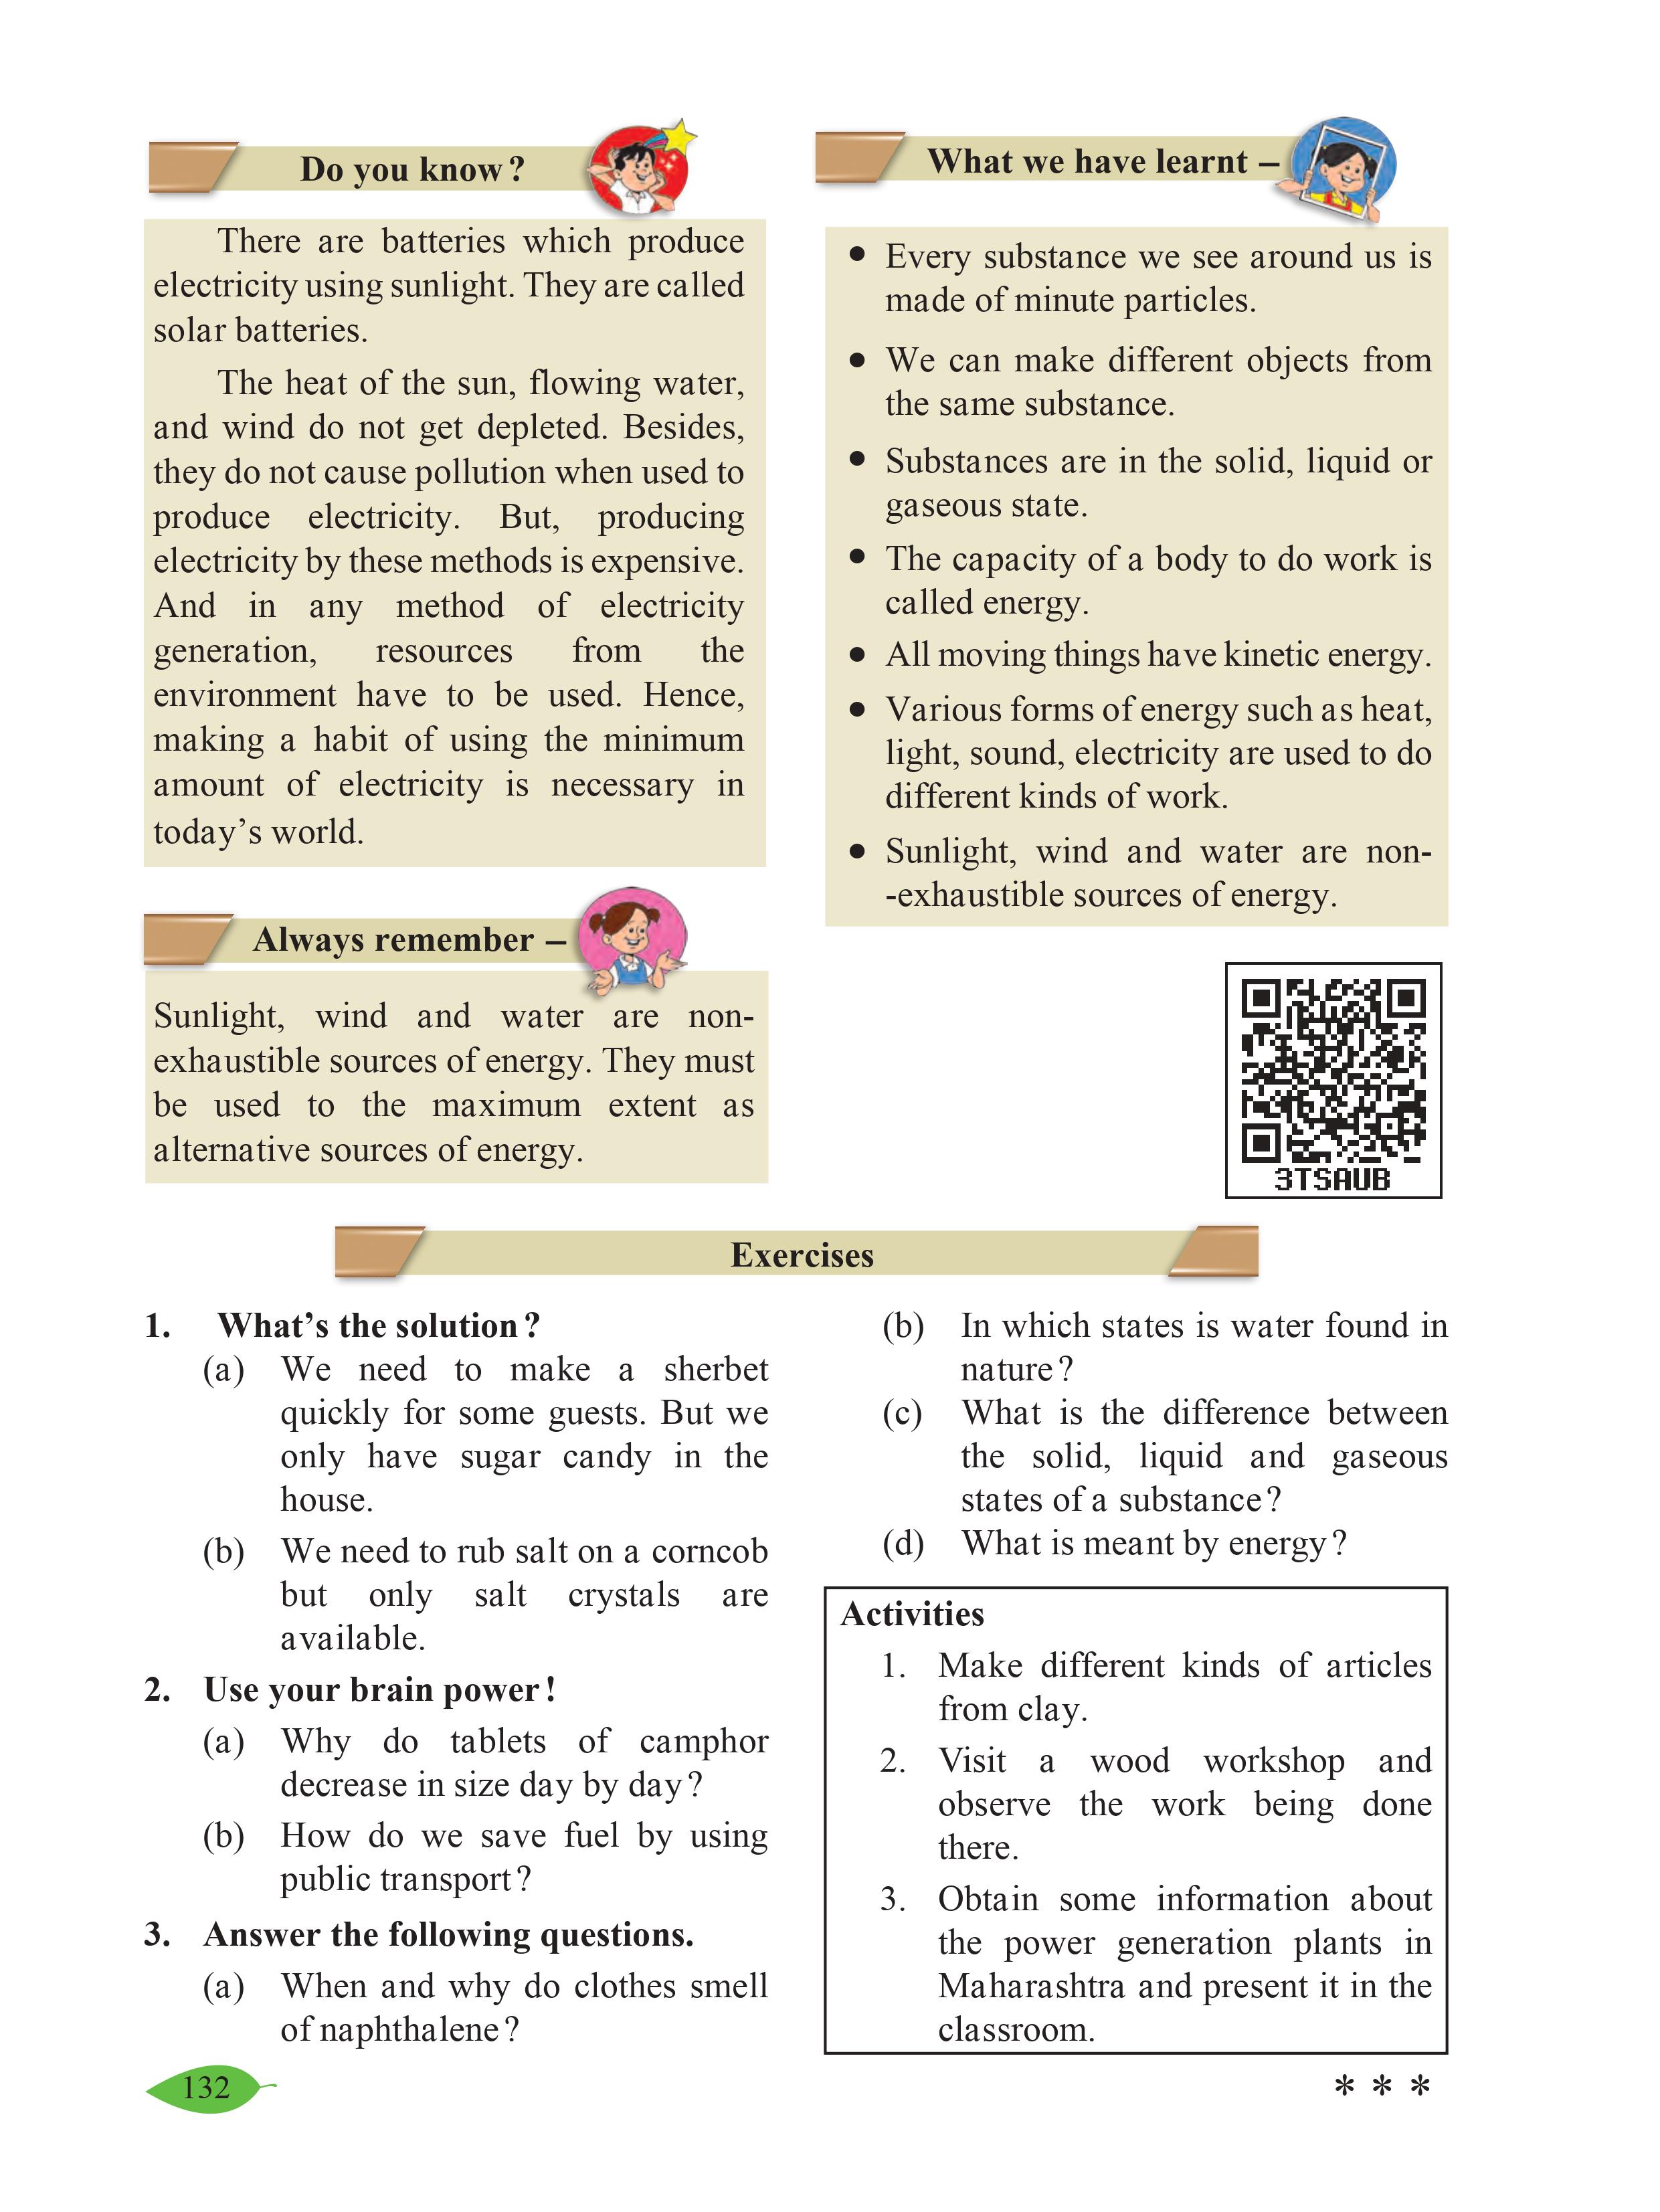 Do you know?
There are batteries which produce
electricity using sunlight. They are called
solar batteries.
The heat of the sun, flowing water,
and wind do not get depleted. Besides,
they do not cause pollution when used to
produce electricity. But, producing
electricity by these methods is expensive.
And in any method of electricity
generation, resources from the
environment have to be used. Hence,
making a habit of using the minimum
amount of electricity is necessary in
today's world.
Always remember –
Sunlight, wind and water are non-
exhaustible sources of energy. They must
be used to the maximum extent as
alternative sources of energy.
What we have learnt –
• Every substance we see around us is
made of minute particles.
• We can make different objects from
the same substance.
• Substances are in the solid, liquid or
gaseous state.
• The capacity of a body to do work is
called energy.
• All moving things have kinetic energy.
• Various forms of energy such as heat,
light, sound, electricity are used to do
different kinds of work.
• Sunlight, wind and water are non-
-exhaustible sources of energy.
3TSAUB
Exercises
1. What's the solution?
(a) We need to make a sherbet
quickly for some guests. But we
only have sugar candy in the
house.
(b) We need to rub salt on a corncob
but only salt crystals are
available.
2. Use your brain power!
(a) Why do tablets of camphor
decrease in size day by day?
(b) How do we save fuel by using
public transport?
3. Answer the following questions.
(a) When and why do clothes smell
of naphthalene?
(b) In which states is water found in
nature?
(c) What is the difference between
the solid, liquid and gaseous
states of a substance?
(d) What is meant by energy?
Activities
1. Make different kinds of articles
from clay.
2. Visit a wood workshop and
observe the work being done
there.
3. Obtain some information about
the power generation plants in
Maharashtra and present it in the
classroom.
* * *
132